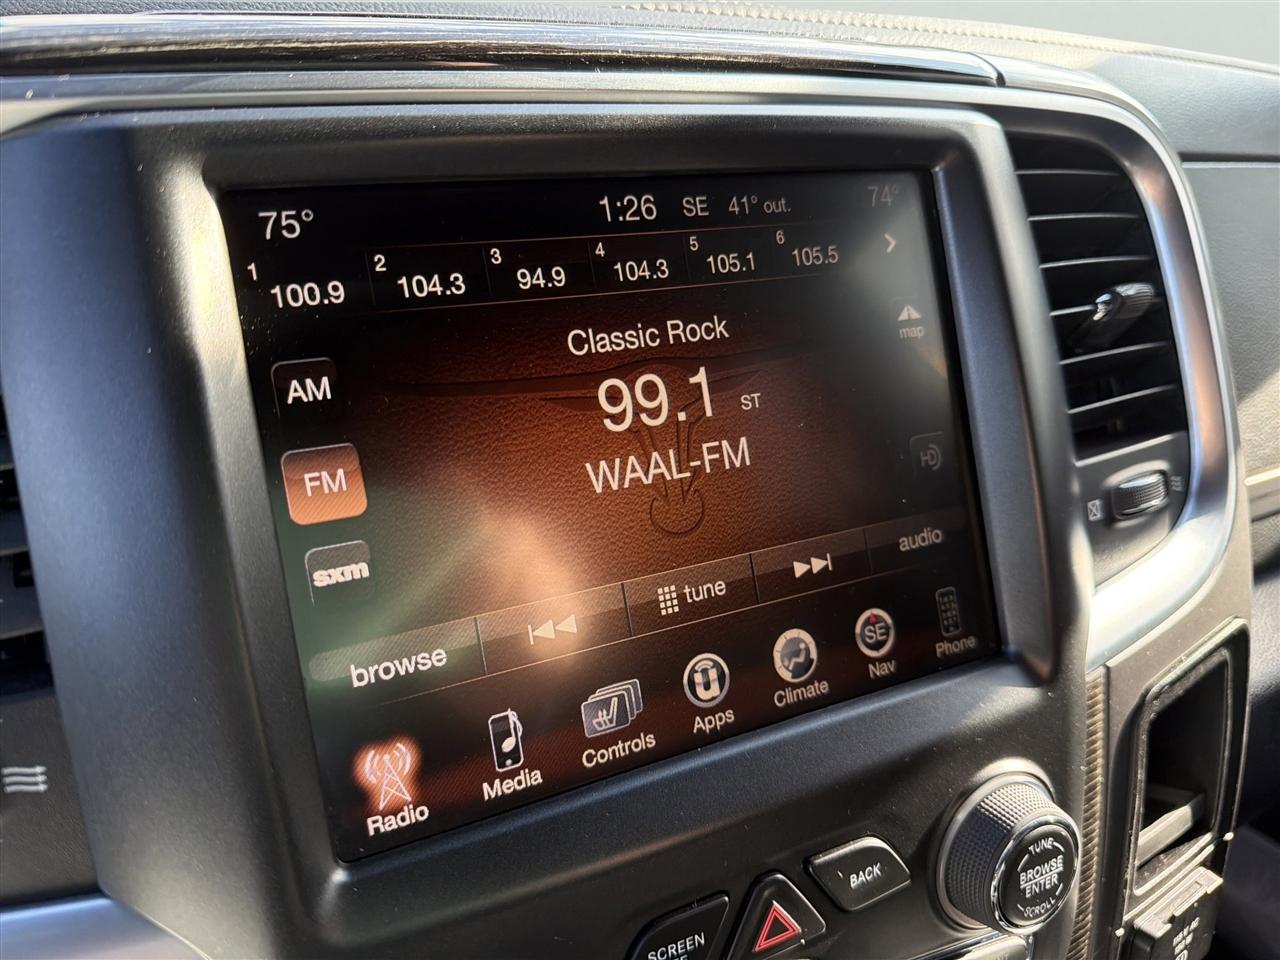 75° 1:26 SE 41° out. 74°
1 100.9 2 104.3 3 94.9 4 104.3 5 105.1 6 105.5
Classic Rock
map
AM
99.1 ST
FM
WAAL-FM
HD
sxm
browse tune audio
Radio Media Controls Apps Climate SE Nav Phone
TUNE
BROWSE
ENTER
SCROLL
BACK
SCREEN